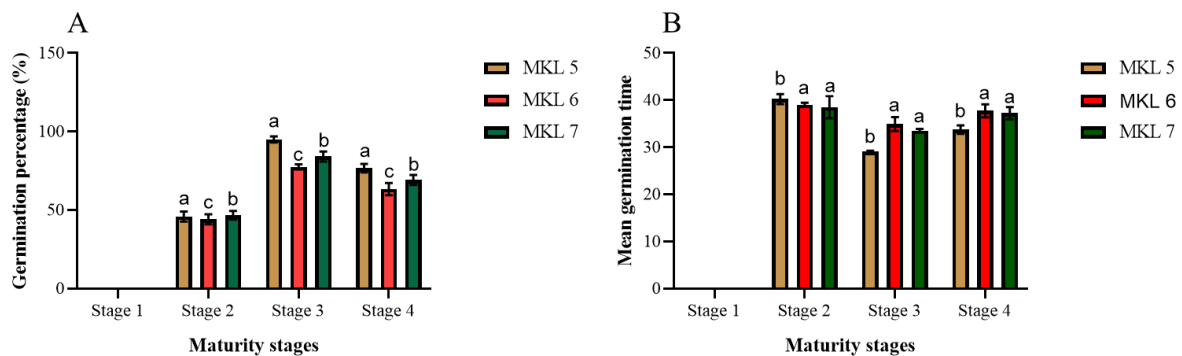 A
Germination percentage (%)
150
100
50
0
a
c
b
a
c
b
a
c
b
Stage 1 Stage 2 Stage 3 Stage 4
Maturity stages
MKL 5
MKL 6
MKL 7
B
Mean germination time
50
40
30
20
10
0
b
a
a
b
a
a
b
a
a
Stage 1 Stage 2 Stage 3 Stage 4
Maturity stages
MKL 5
MKL 6
MKL 7